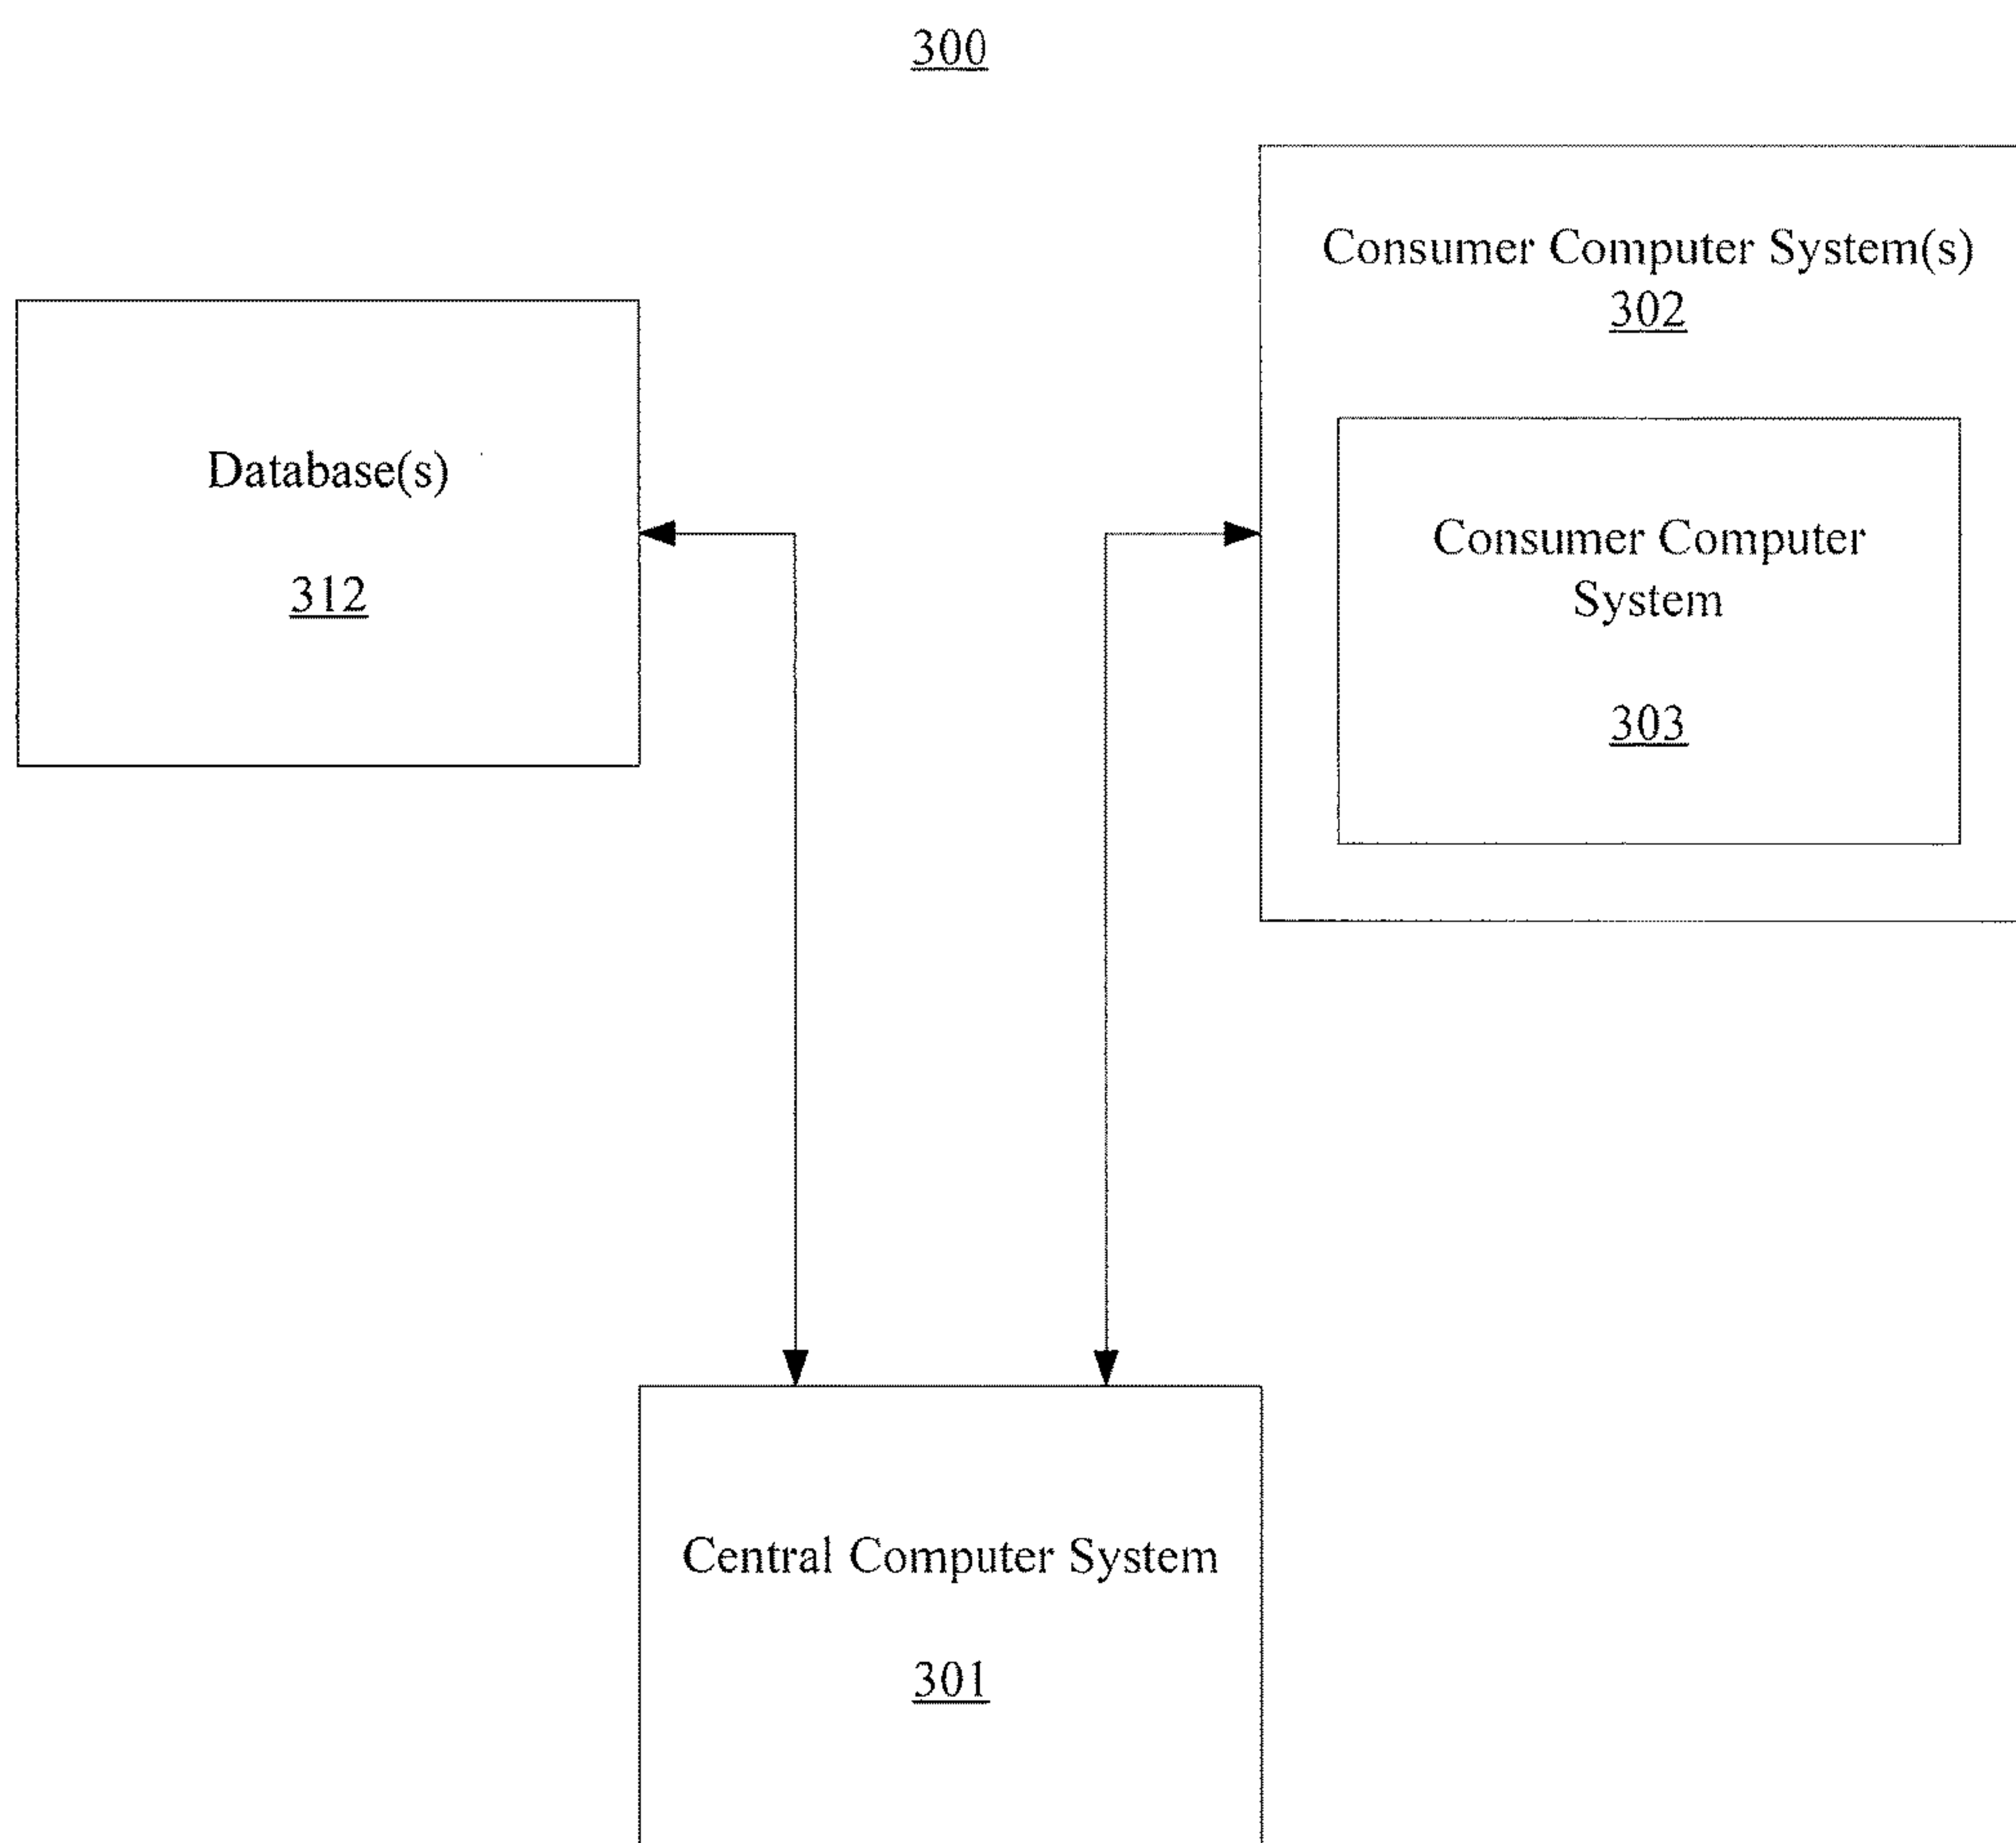 300
Consumer Computer System(s)
302
Database(s)
312
Consumer Computer
System
303
Central Computer System
301